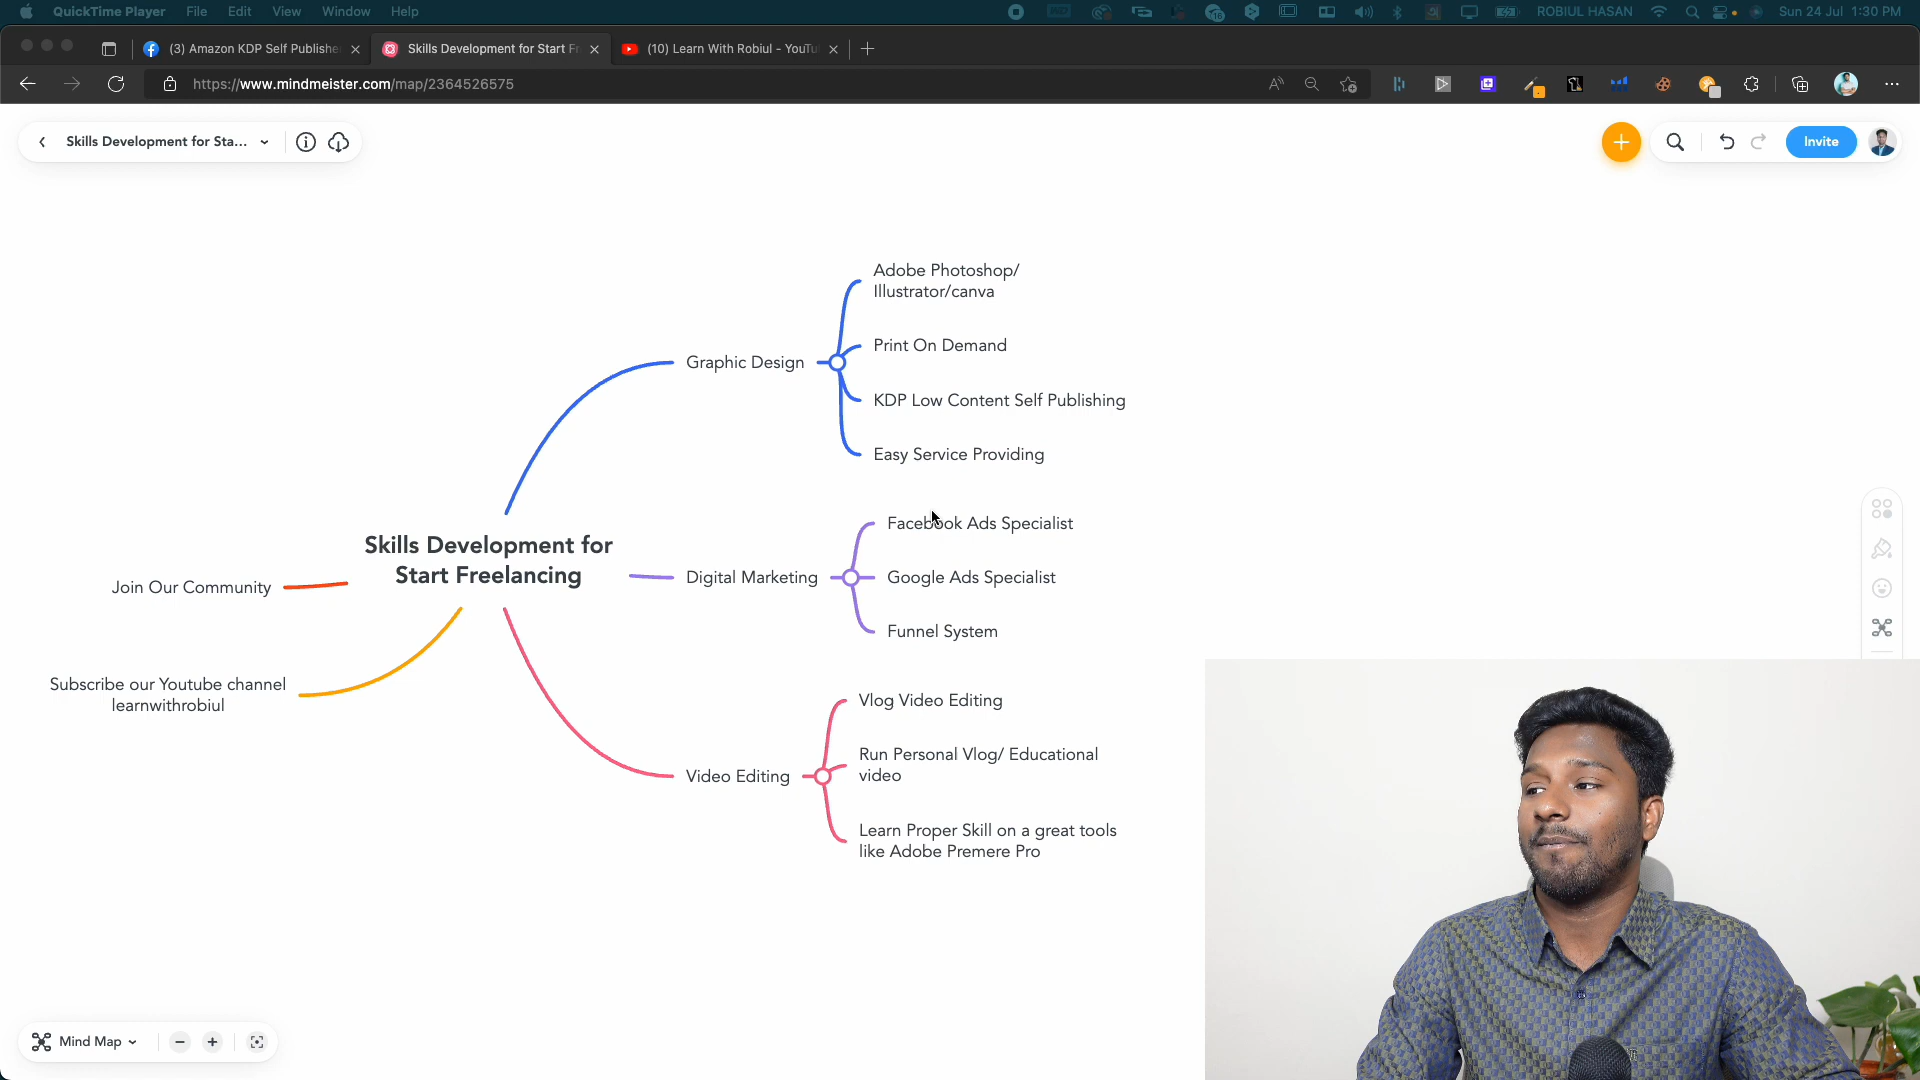 QuickTime Player File Edit View Window Help
ROBIUL HASAN Sun 24 Jul 1:30 PM
(3) Amazon KDP Self Publishe
Skills Development for Start Fr
(10) Learn With Robiul - YouTu
https://www.mindmeister.com/map/2364526575
Skills Development for Sta...
Invite
Adobe Photoshop/
Illustrator/canva
Print On Demand
Graphic Design
KDP Low Content Self Publishing
Easy Service Providing
Facebook Ads Specialist
Skills Development for
Start Freelancing
Digital Marketing
Google Ads Specialist
Join Our Community
Funnel System
Subscribe our Youtube channel
learnwithrobiul
Vlog Video Editing
Run Personal Vlog/ Educational
video
Video Editing
Learn Proper Skill on a great tools
like Adobe Premere Pro
Mind Map